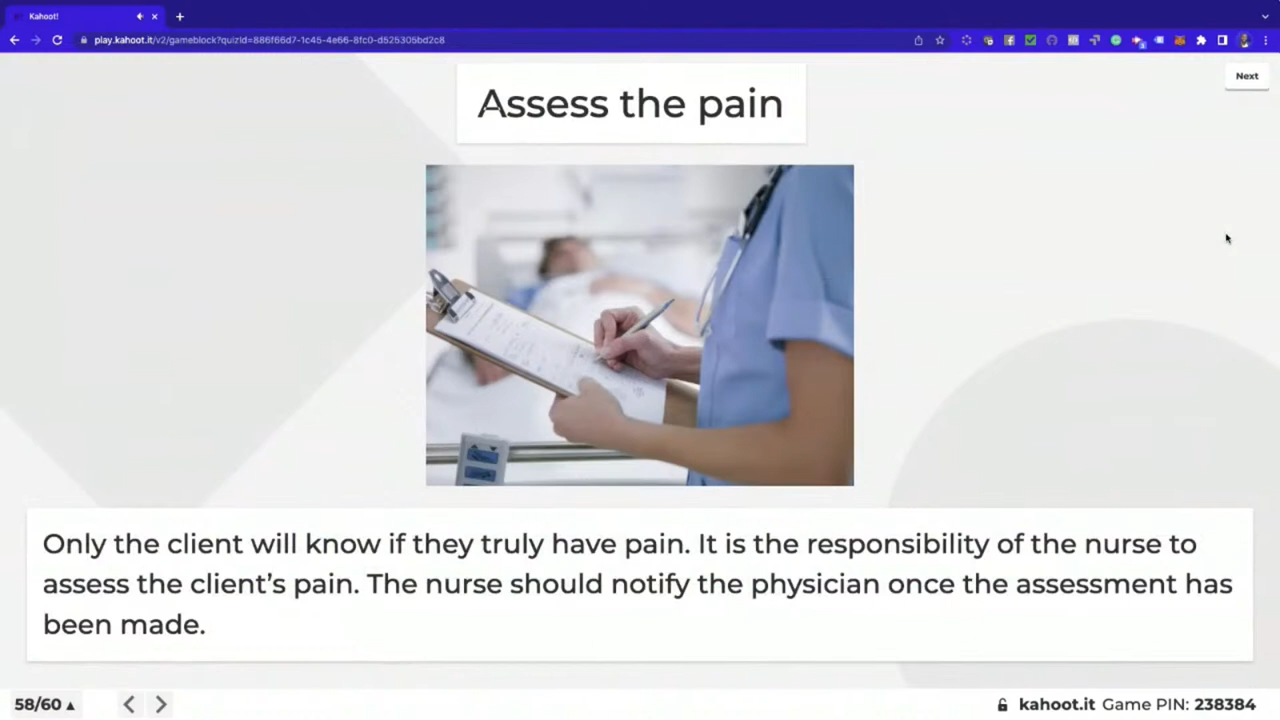 Kahoot!
play.kahoot.it/v2/gameblock?quizId=886f66d7-1c45-4e66-8fc0-d525305bd2c8
Next
Assess the pain
Only the client will know if they truly have pain. It is the responsibility of the nurse to
assess the client's pain. The nurse should notify the physician once the assessment has
been made.
58/60
kahoot.it Game PIN: 238384